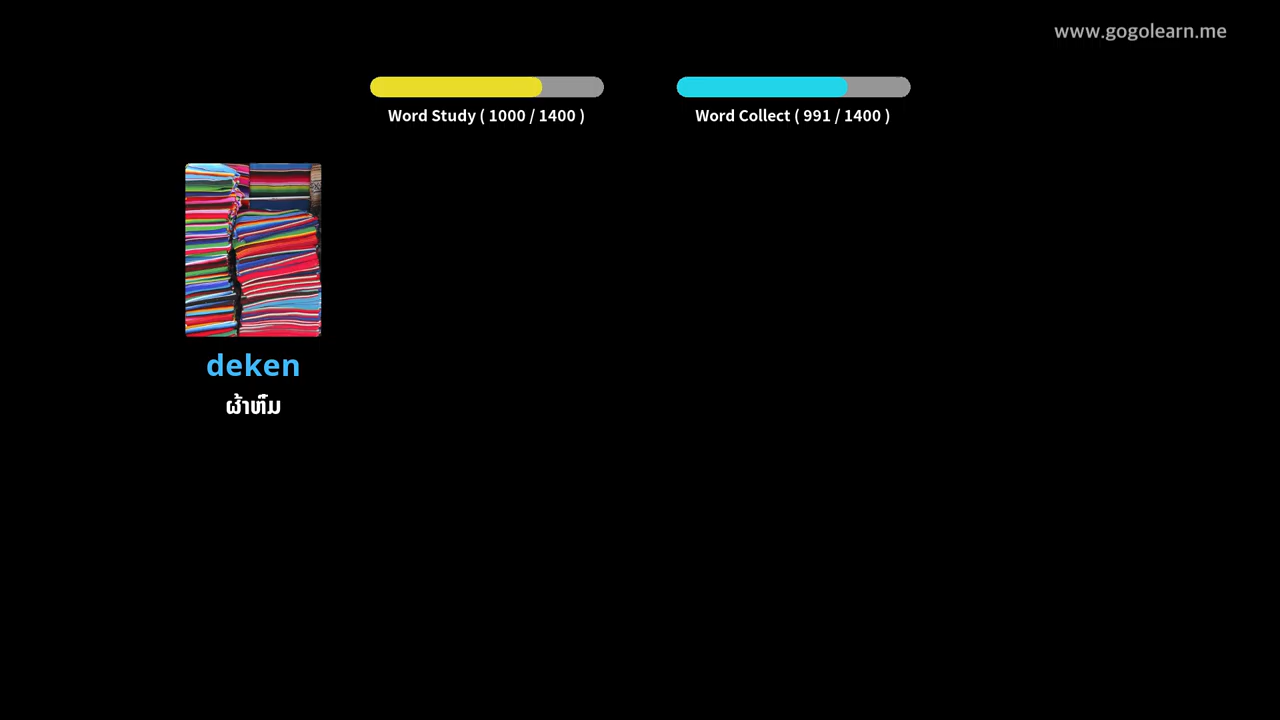 www.gogolearn.me
Word Study ( 1000 / 1400 )
Word Collect ( 991 / 1400 )
deken
ຜ້າຫົ່ມ